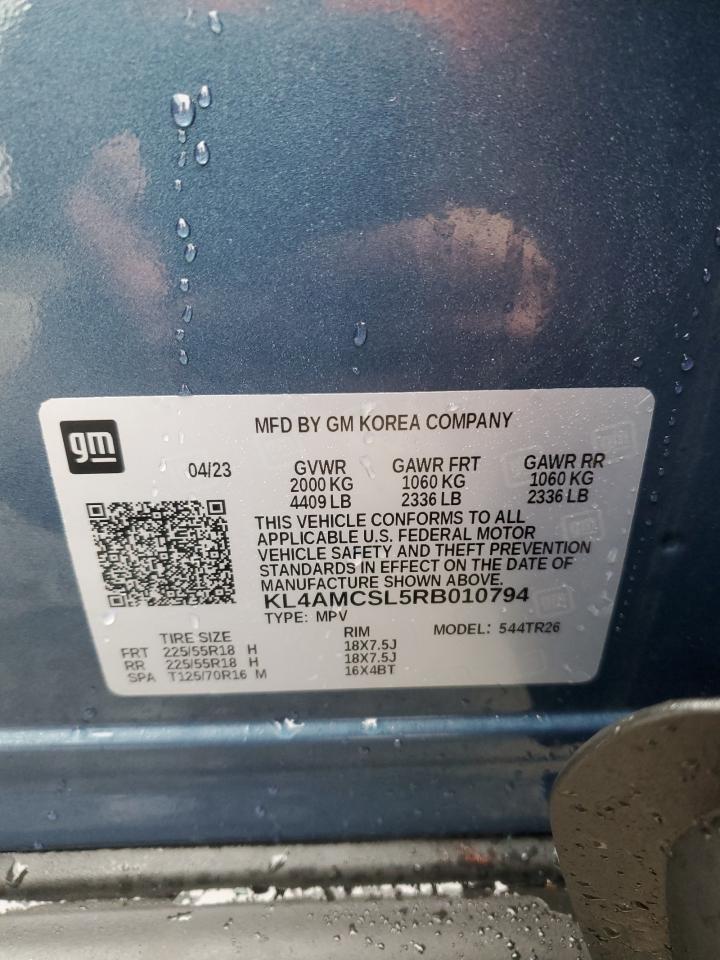 gm
MFD BY GM KOREA COMPANY
04/23
GVWR
2000 KG
4409 LB
GAWR FRT
1060 KG
2336 LB
GAWR RR
1060 KG
2336 LB
THIS VEHICLE CONFORMS TO ALL
APPLICABLE U.S. FEDERAL MOTOR
VEHICLE SAFETY AND THEFT PREVENTION
STANDARDS IN EFFECT ON THE DATE OF
MANUFACTURE SHOWN ABOVE.
KL4AMCSL5RB010794
TYPE: MPV
MODEL: 544TR26
TIRE SIZE
RIM
FRT 225/55R18 H 18X7.5J
RR 225/55R18 H 18X7.5J
SPA T125/70R16 M 16X4BT